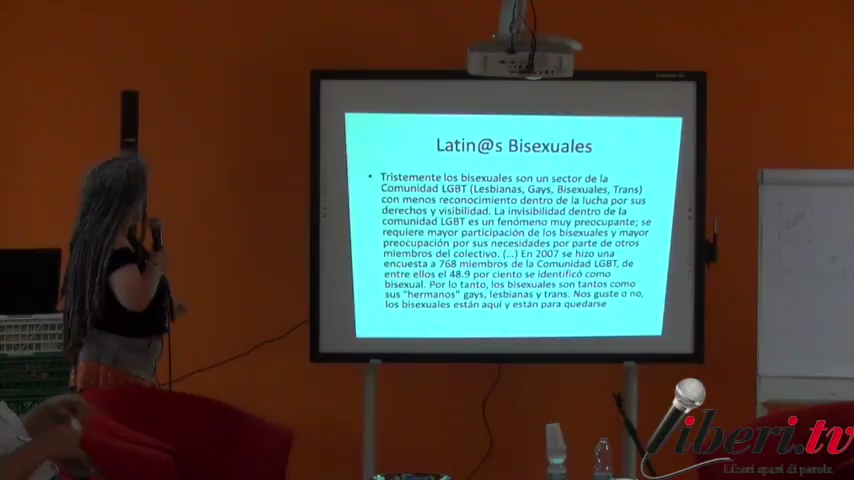 Latin@s Bisexuales
• Tristemente los bisexuales son un sector de la
Comunidad LGBT (Lesbianas, Gays, Bisexuales, Trans)
con menos reconocimiento dentro de la lucha por sus
derechos y visibilidad. La invisibilidad dentro de la
comunidad LGBT es un fenómeno muy preocupante; se
requiere mayor participación de los bisexuales y mayor
preocupación por sus necesidades por parte de otros
miembros del colectivo. (...) En 2007 se hizo una
encuesta a 768 miembros de la Comunidad LGBT, de
entre ellos el 48.9 por ciento se identificó como
bisexual. Por lo tanto, los bisexuales son tantos como
sus "hermanos" gays, lesbianas y trans. Nos guste o no,
los bisexuales están aquí y están para quedarse
liberi.tv
Liberi spazi di parola